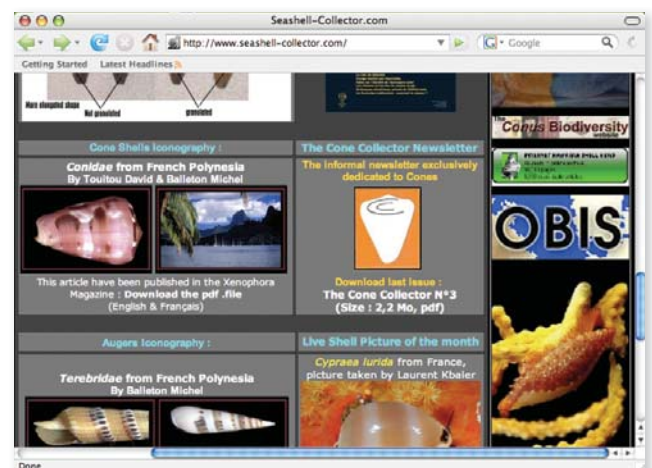 Seashell-Collector.com
http://www.seashell-collector.com/
Google
Getting Started Latest Headlines
More elongated shape
Not granulated granulated
Cone Shells Iconography :
Conidae from French Polynesia
By Touitou David & Balleton Michel
This article have been published in the Xenophora
Magazine : Download the pdf .file
(English & Français)
The Cone Collector Newsletter
The informal newsletter exclusively
dedicated to Cones
Download last issue :
The Cone Collector N°3
(Size : 2,2 Mo, pdf)
Augers Iconography :
Terebridae from French Polynesia
By Balleton Michel
Live Shell Picture of the month
Cypraea lurida from France,
picture taken by Laurent Kbaier
The
Conus Biodiversity
website
OBIS
Done